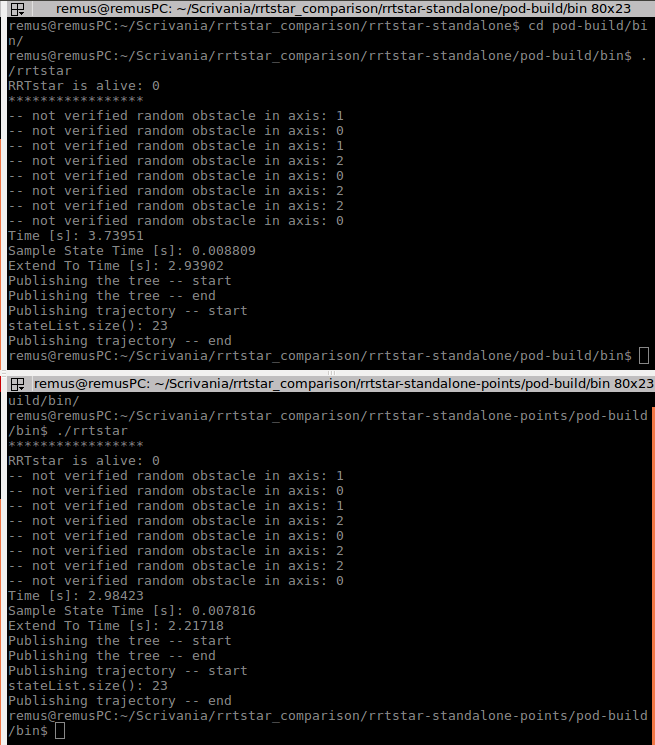 remus@remusPC: ~/Scrivania/rrtstar_comparison/rrtstar-standalone/pod-build/bin 80x23
remus@remusPC:~/Scrivania/rrtstar_comparison/rrtstar-standalone$ cd pod-build/bi
n/
remus@remusPC:~/Scrivania/rrtstar_comparison/rrtstar-standalone/pod-build/bin$ .
/rrtstar
RRTstar is alive: 0
*****************
-- not verified random obstacle in axis: 1
-- not verified random obstacle in axis: 0
-- not verified random obstacle in axis: 1
-- not verified random obstacle in axis: 2
-- not verified random obstacle in axis: 0
-- not verified random obstacle in axis: 2
-- not verified random obstacle in axis: 2
-- not verified random obstacle in axis: 0
Time [s]: 3.73951
Sample State Time [s]: 0.008809
Extend To Time [s]: 2.93902
Publishing the tree -- start
Publishing the tree -- end
Publishing trajectory -- start
stateList.size(): 23
Publishing trajectory -- end
remus@remusPC:~/Scrivania/rrtstar_comparison/rrtstar-standalone/pod-build/bin$
remus@remusPC: ~/Scrivania/rrtstar_comparison/rrtstar-standalone-points/pod-build/bin 80x23
uild/bin/
remus@remusPC:~/Scrivania/rrtstar_comparison/rrtstar-standalone-points/pod-build
/bin$ ./rrtstar
*****************
RRTstar is alive: 0
-- not verified random obstacle in axis: 1
-- not verified random obstacle in axis: 0
-- not verified random obstacle in axis: 1
-- not verified random obstacle in axis: 2
-- not verified random obstacle in axis: 0
-- not verified random obstacle in axis: 2
-- not verified random obstacle in axis: 2
-- not verified random obstacle in axis: 0
Time [s]: 2.98423
Sample State Time [s]: 0.007816
Extend To Time [s]: 2.21718
Publishing the tree -- start
Publishing the tree -- end
Publishing trajectory -- start
stateList.size(): 23
Publishing trajectory -- end
remus@remusPC:~/Scrivania/rrtstar_comparison/rrtstar-standalone-points/pod-build
/bin$